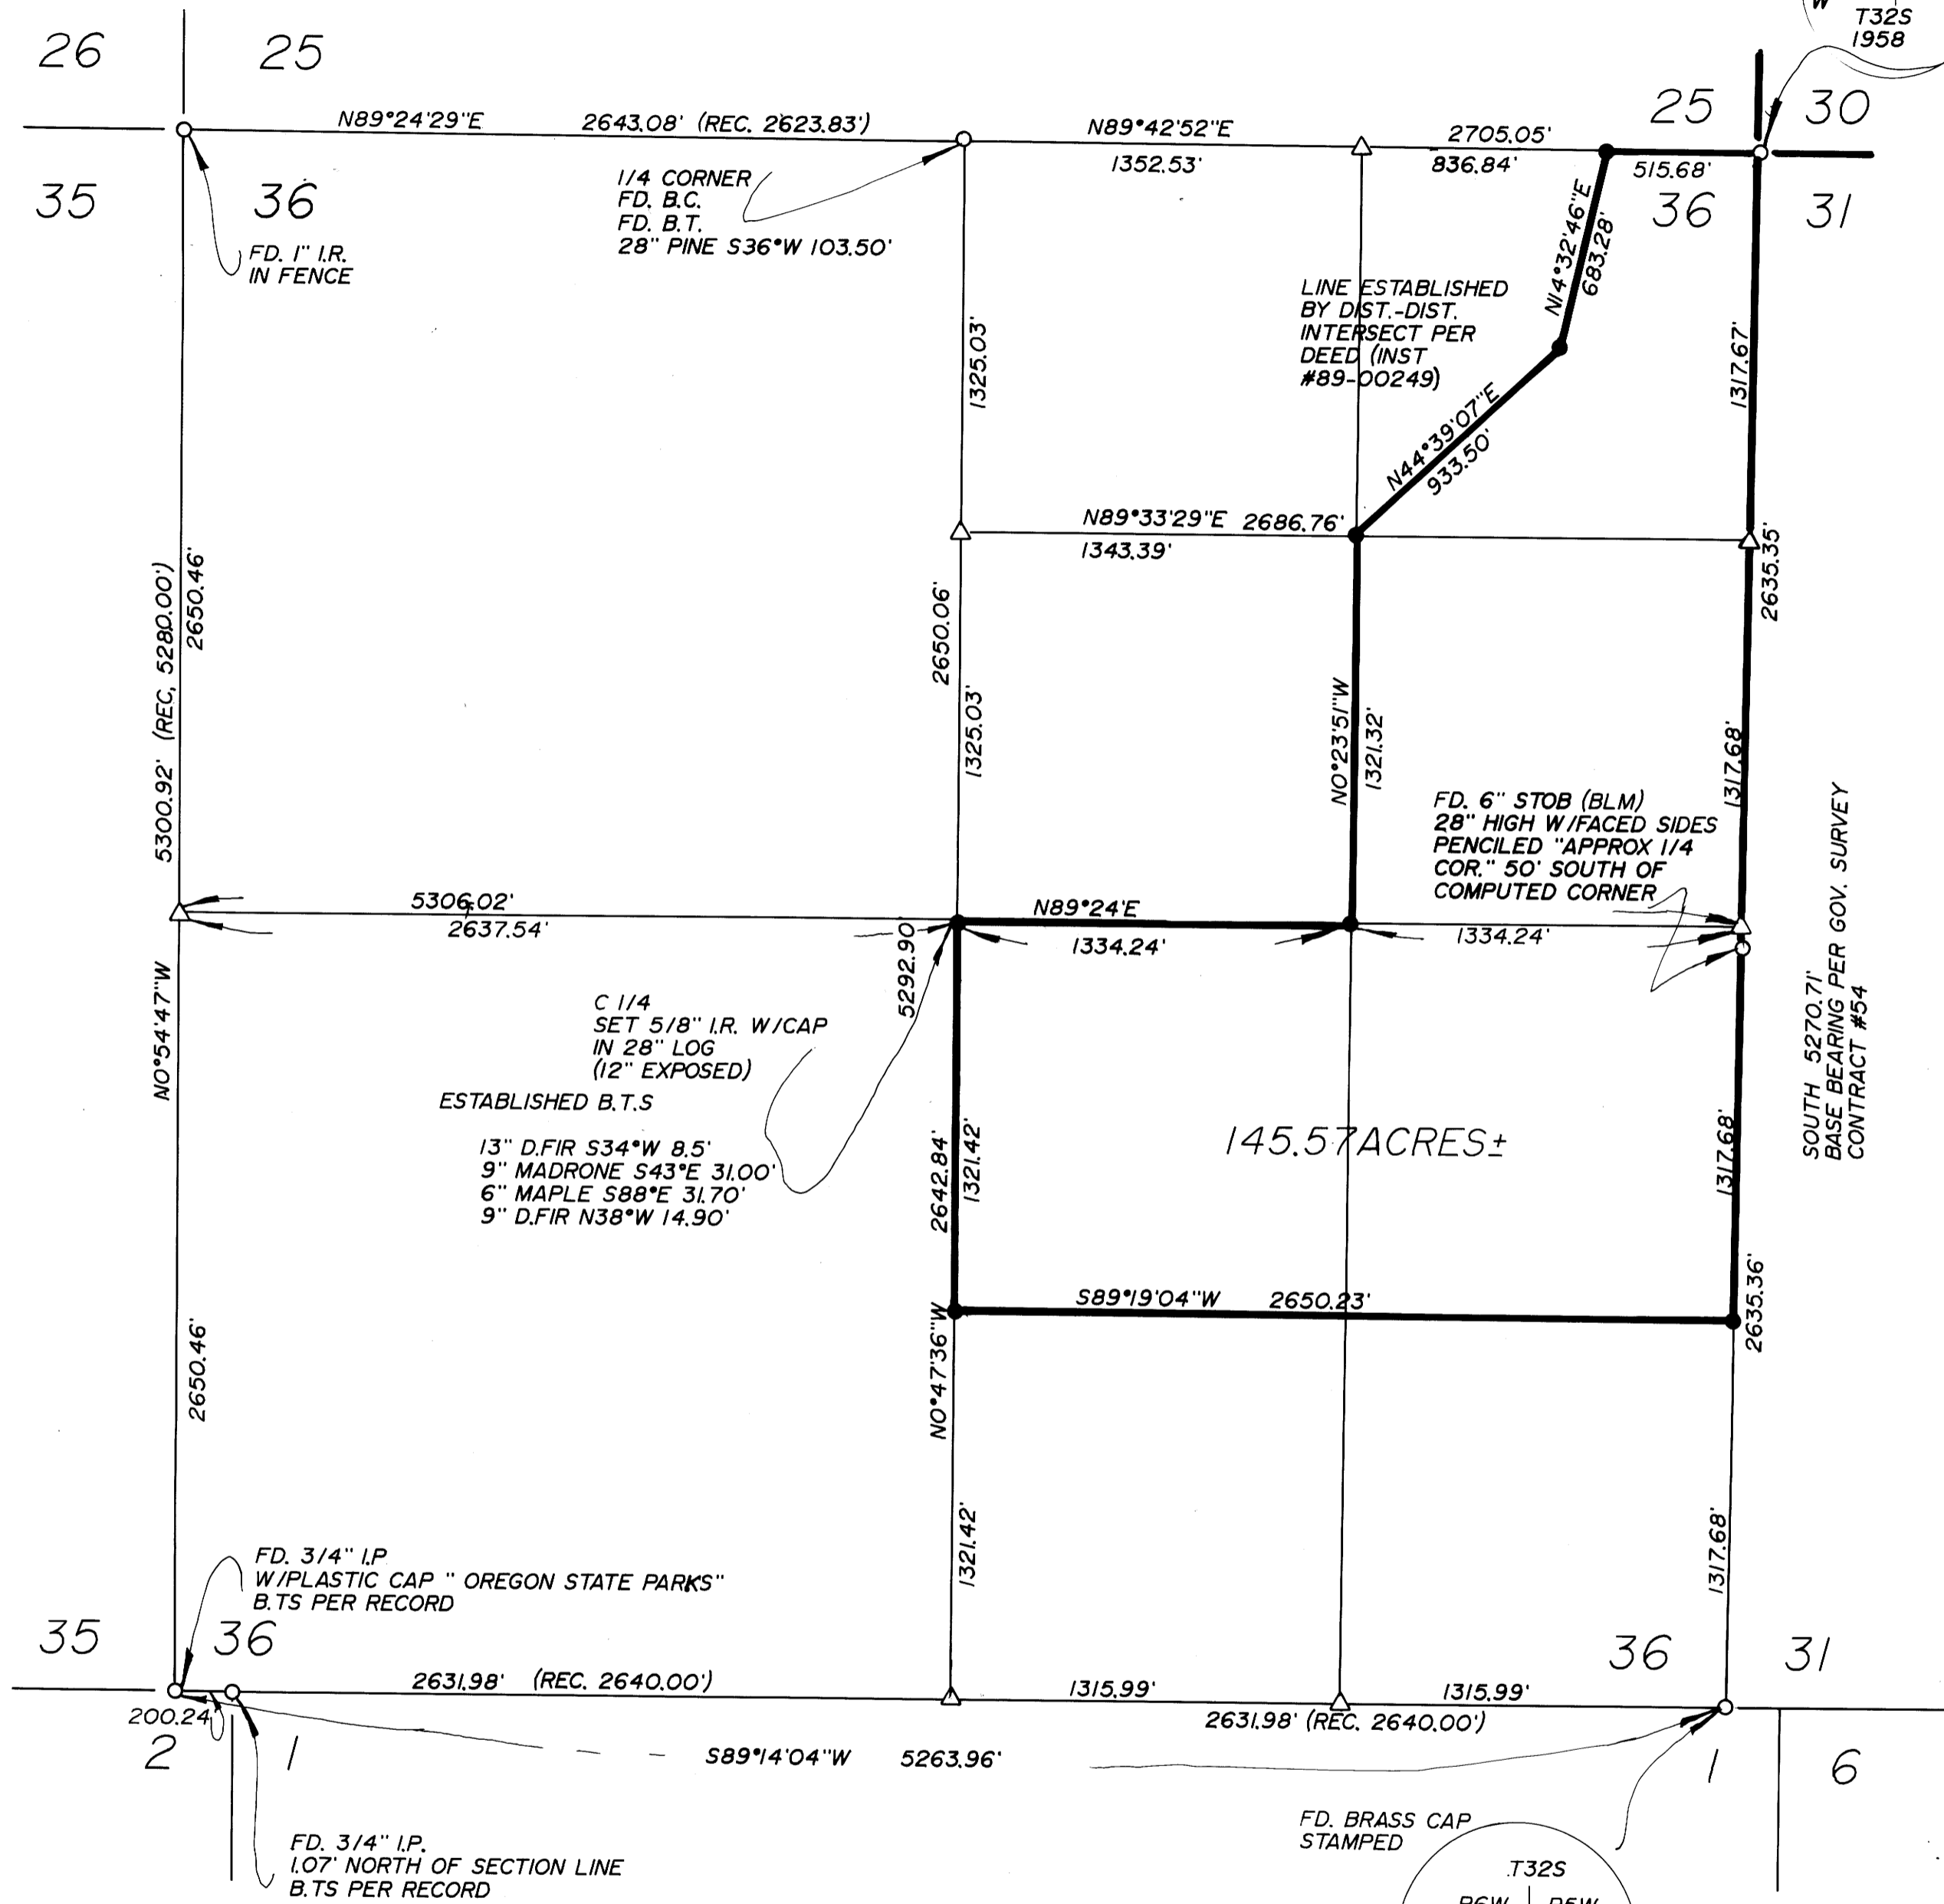 W
T32S
1958
26
25
25
30
N89°24'29"E 2643.08' (REC. 2623.83')
N89°42'52"E
2705.05'
1352.53'
836.84'
515.68'
35
36
36
31
1/4 CORNER
FD. B.C.
FD. B.T.
28" PINE S36°W 103.50'
FD. 1" I.R.
IN FENCE
N14°32'46"E
683.28'
LINE ESTABLISHED
BY DIST.-DIST.
INTERSECT PER
DEED (INST
#89-00249)
1325.03'
1317.67'
N44°39'07"E
933.50'
N89°33'29"E 2686.76'
1343.39'
2635.35'
5300.92' (REC. 5280.00')
2650.46'
2650.06'
1325.03'
N0°23'51"W
1321.32'
1317.68'
FD. 6" STOB (BLM)
28" HIGH W/FACED SIDES
PENCILED "APPROX 1/4
COR." 50' SOUTH OF
COMPUTED CORNER
5306.02'
2637.54'
N89°24'E
1334.24'
1334.24'
SOUTH 5270.71'
BASE BEARING PER GOV. SURVEY
CONTRACT #54
N0°54'47"W
5292.90
C 1/4
SET 5/8" I.R. W/CAP
IN 28" LOG
(12" EXPOSED)
ESTABLISHED B.T.S
13" D.FIR S34°W 8.5'
9" MADRONE S43°E 31.00'
6" MAPLE S88°E 31.70'
9" D.FIR N38°W 14.90'
2642.84'
1321.42'
145.57 ACRES±
1317.68'
S89°19'04"W 2650.23'
2635.36'
2650.46'
N0°47'36"W
1321.42'
1317.68'
FD. 3/4" I.P
W/PLASTIC CAP " OREGON STATE PARKS"
B.TS PER RECORD
35
36
36
31
2631.98' (REC. 2640.00')
1315.99'
1315.99'
200.24
2631.98' (REC. 2640.00')
2
1
S89°14'04"W 5263.96'
1
6
FD. 3/4" I.P.
1.07' NORTH OF SECTION LINE
B.TS PER RECORD
FD. BRASS CAP
STAMPED
T32S
R6W R5W